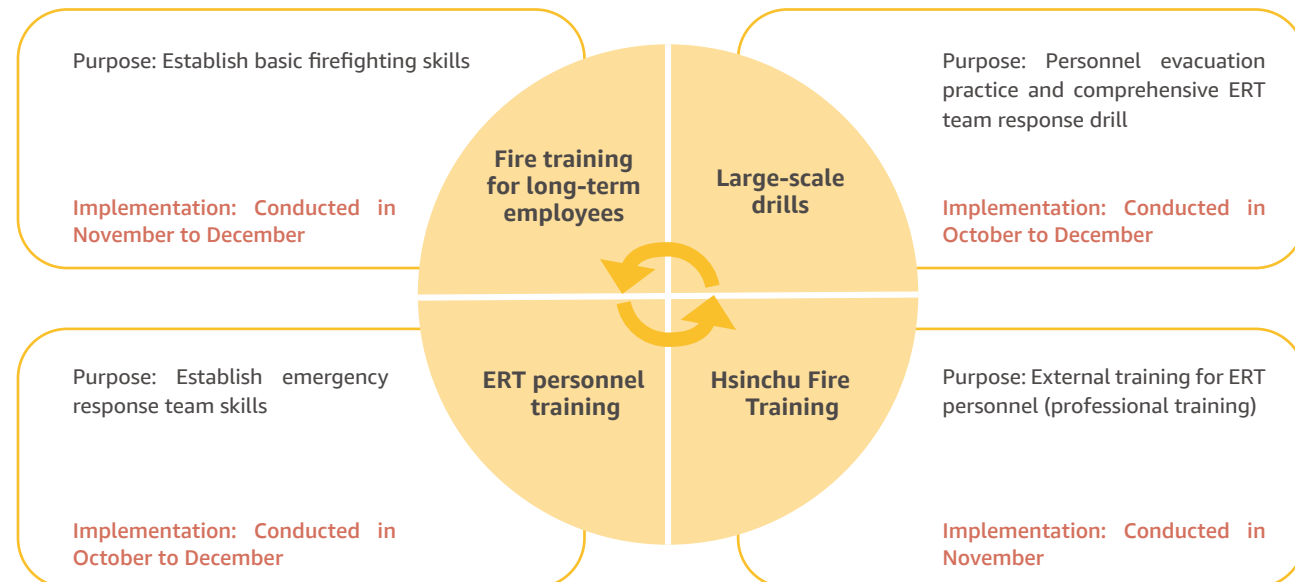 Purpose: Establish basic firefighting skills
Implementation: Conducted in
November to December
Fire training
for long-term
employees
Large-scale
drills
Purpose: Personnel evacuation
practice and comprehensive ERT
team response drill
Implementation: Conducted in
October to December
Purpose: Establish emergency
response team skills
Implementation: Conducted in
October to December
ERT personnel
training
Hsinchu Fire
Training
Purpose: External training for ERT
personnel (professional training)
Implementation: Conducted in
November